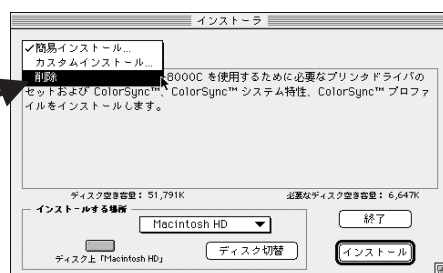 インストーラ
✓簡易インストール...
カスタムインストール...
削除
8000C を使用するために必要なプリンタドライバの
セットおよび ColorSync™、ColorSync™ システム特性、ColorSync™ プロファ
イルをインストールします。
ディスク空き容量： 51,791K
必要なディスク空き容量： 6,647K
インストールする場所
Macintosh HD
終了
ディスク上「Macintosh HD」
ディスク切替
インストール